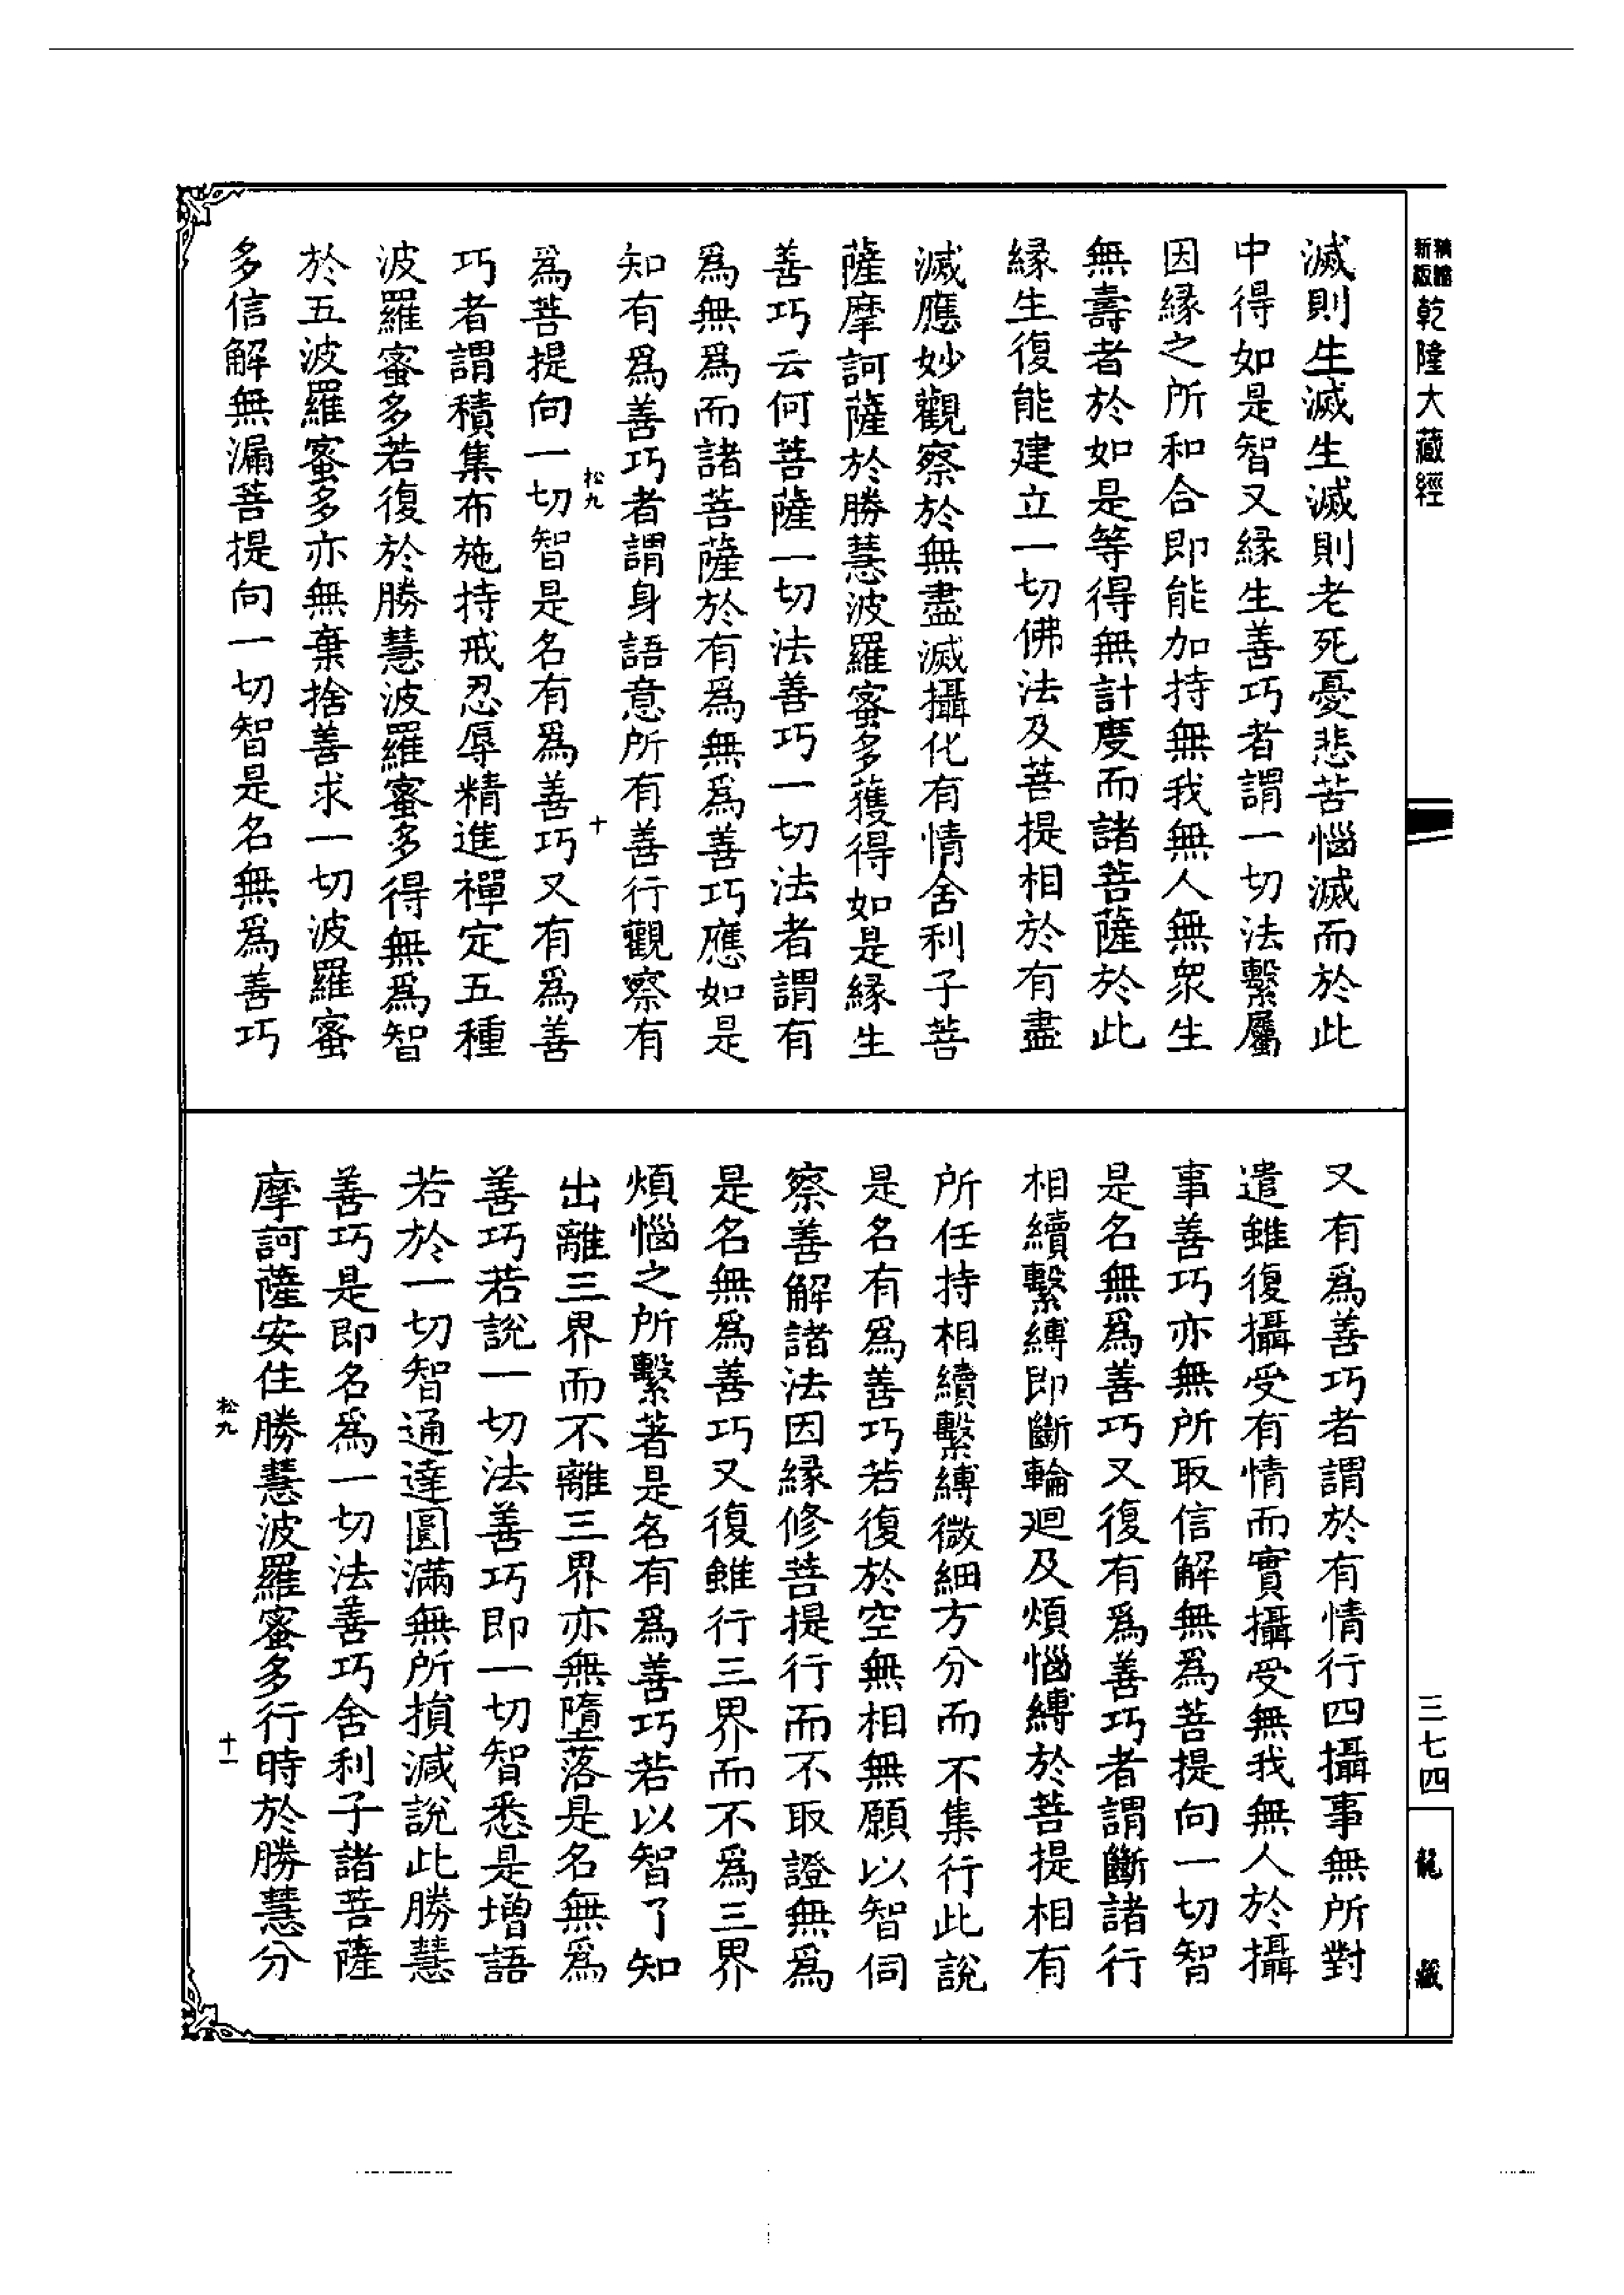 新版
精縮
乾隆大藏經
滅則生滅生滅則老死憂悲苦惱滅而於此
中得如是智又緣生善巧者謂一切法繫屬
因緣之所和合即能加持無我無人無眾生
無壽者於如是等得無計度而諸菩薩於此
緣生復能建立一切佛法及菩提相於有盡
滅應妙觀察於無盡滅攝化有情舍利子菩
薩摩訶薩於勝慧波羅蜜多獲得如是緣生
善巧云何菩薩一切法善巧一切法者謂有
為無為而諸菩薩於有為無為善巧應如是
知有為善巧者謂身語意所有善行觀察有
松九
十
為菩提向一切智是名有為善巧又有為善
巧者謂積集布施持戒忍辱精進禪定五種
波羅蜜多若復於勝慧波羅蜜多得無為智
於五波羅蜜多亦無棄捨善求一切波羅蜜
多信解無漏菩提向一切智是名無為善巧
又有為善巧者謂於有情行四攝事無所對
遣雖復攝受有情而實攝受無我無人於攝
事善巧亦無所取信解無為菩提向一切智
是名無為善巧又復有為善巧者謂斷諸行
相續繫縛即斷輪迴及煩惱縛於菩提相有
所任持相續繫縛微細方分而不集行此說
是名有為善巧若復於空無相無願以智伺
察善解諸法因緣修菩提行而不取證無為
是名無為善巧又復雖行三界而不為三界
煩惱之所繫著是名有為善巧若以智了知
出離三界而不離三界亦無墮落是名無為
善巧若說一切法善巧即一切智悉是增語
若於一切智通達圓滿無所損減說此勝慧
善巧是即名為一切法善巧舍利子諸菩薩
摩訶薩安住勝慧波羅蜜多行時於勝慧分
松九
十一
三七四
龍藏